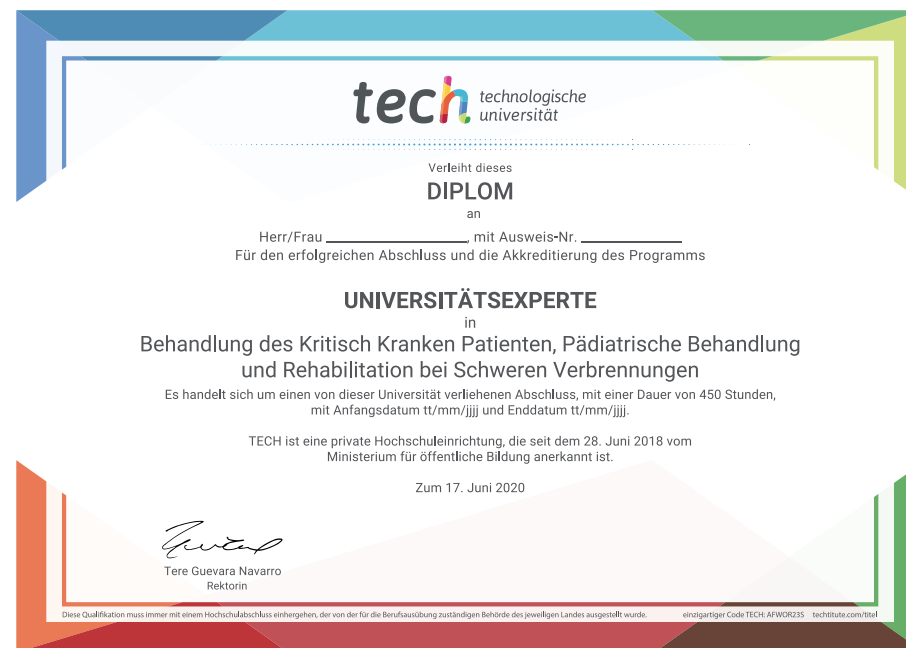 tech technologische
universität
Verleiht dieses
DIPLOM
an
Herr/Frau ____________________, mit Ausweis-Nr. ______________
Für den erfolgreichen Abschluss und die Akkreditierung des Programms
UNIVERSITÄTSEXPERTE
in
Behandlung des Kritisch Kranken Patienten, Pädiatrische Behandlung
und Rehabilitation bei Schweren Verbrennungen
Es handelt sich um einen von dieser Universität verliehenen Abschluss, mit einer Dauer von 450 Stunden,
mit Anfangsdatum tt/mm/jjjj und Enddatum tt/mm/jjjj.
TECH ist eine private Hochschuleinrichtung, die seit dem 28. Juni 2018 vom
Ministerium für öffentliche Bildung anerkannt ist.
Zum 17. Juni 2020
Tere Guevara Navarro
Rektorin
Diese Qualifikation muss immer mit einem Hochschulabschluss einhergehen, der von der für die Berufsausübung zuständigen Behörde des jeweiligen Landes ausgestellt wurde. einzigartiger Code TECH: AFWOR23S techtitute.com/titel